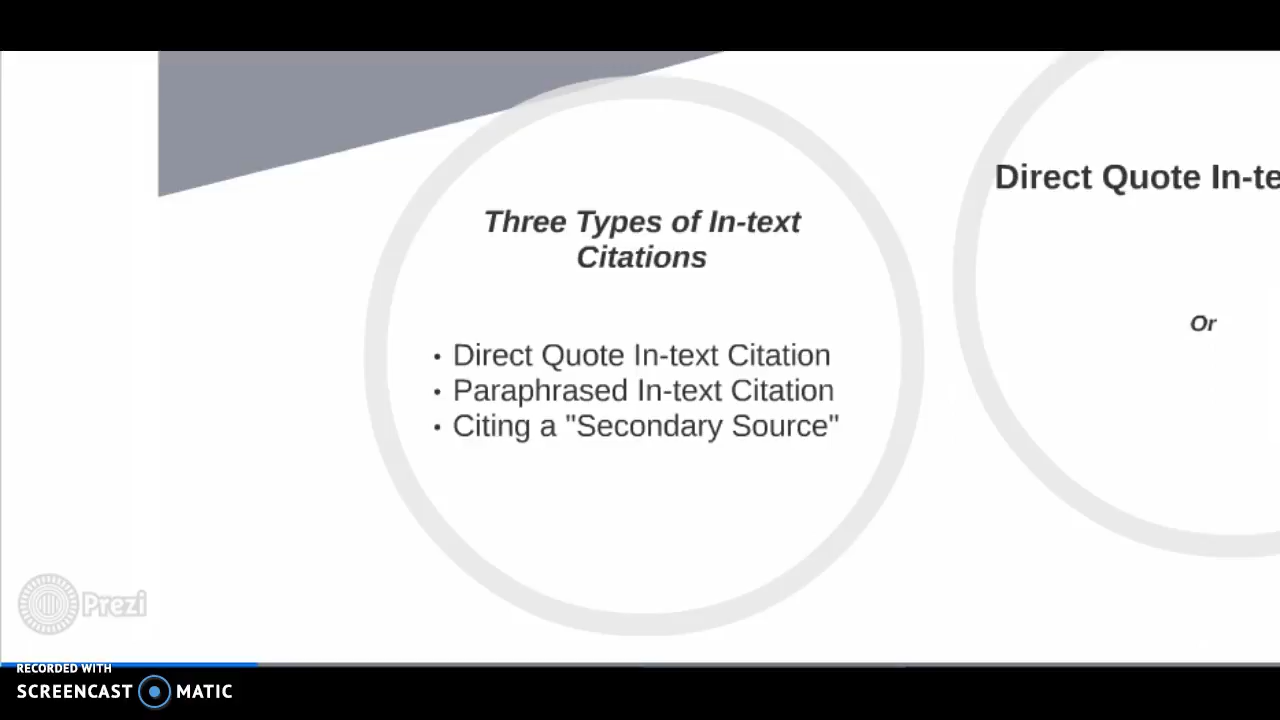 Three Types of In-text
Citations
• Direct Quote In-text Citation
• Paraphrased In-text Citation
• Citing a "Secondary Source"
Direct Quote In-te
Or
Prezi
RECORDED WITH
SCREENCAST MATIC